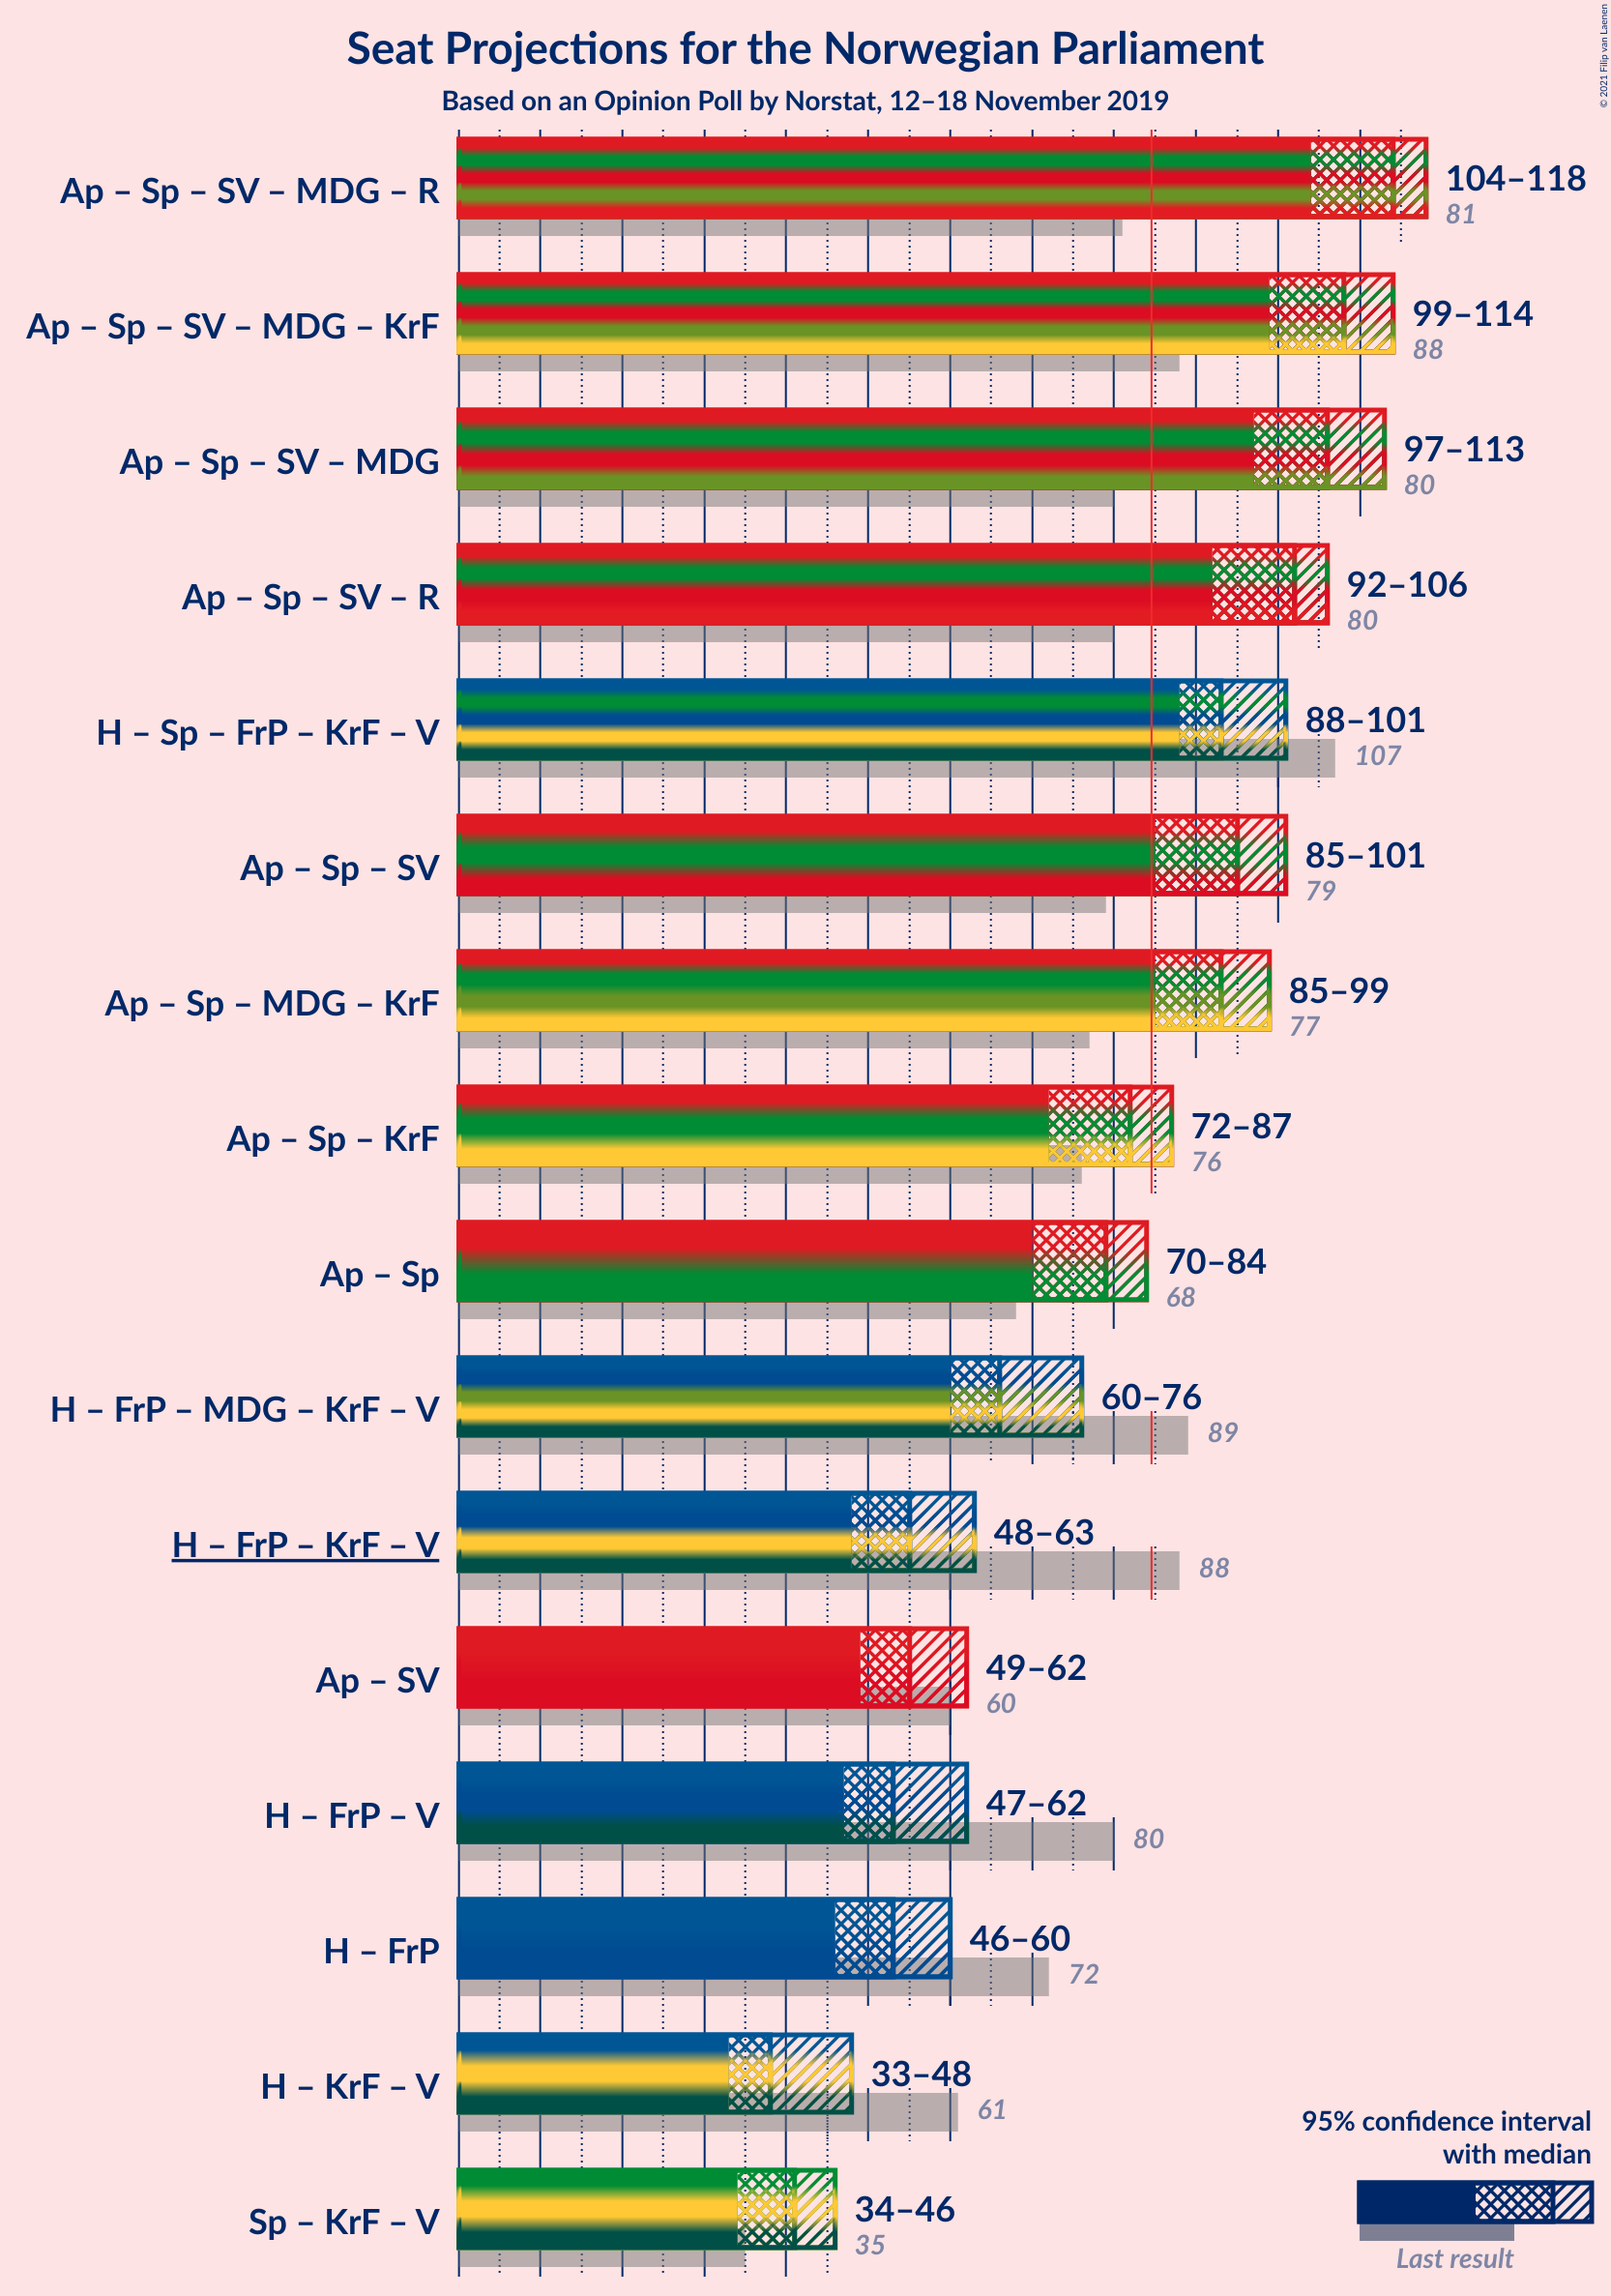 © 2021 Filip van Laenen
Seat Projections for the Norwegian Parliament
Based on an Opinion Poll by Norstat, 12–18 November 2019
Ap – Sp – SV – MDG – R
104–118
81
Ap – Sp – SV – MDG – KrF
99–114
88
Ap – Sp – SV – MDG
97–113
80
Ap – Sp – SV – R
92–106
80
H – Sp – FrP – KrF – V
88–101
107
Ap – Sp – SV
85–101
79
Ap – Sp – MDG – KrF
85–99
77
Ap – Sp – KrF
72–87
76
Ap – Sp
70–84
68
H – FrP – MDG – KrF – V
60–76
89
H – FrP – KrF – V
48–63
88
Ap – SV
49–62
60
H – FrP – V
47–62
80
H – FrP
46–60
72
H – KrF – V
33–48
61
Sp – KrF – V
34–46
35
95% confidence interval
with median
Last result